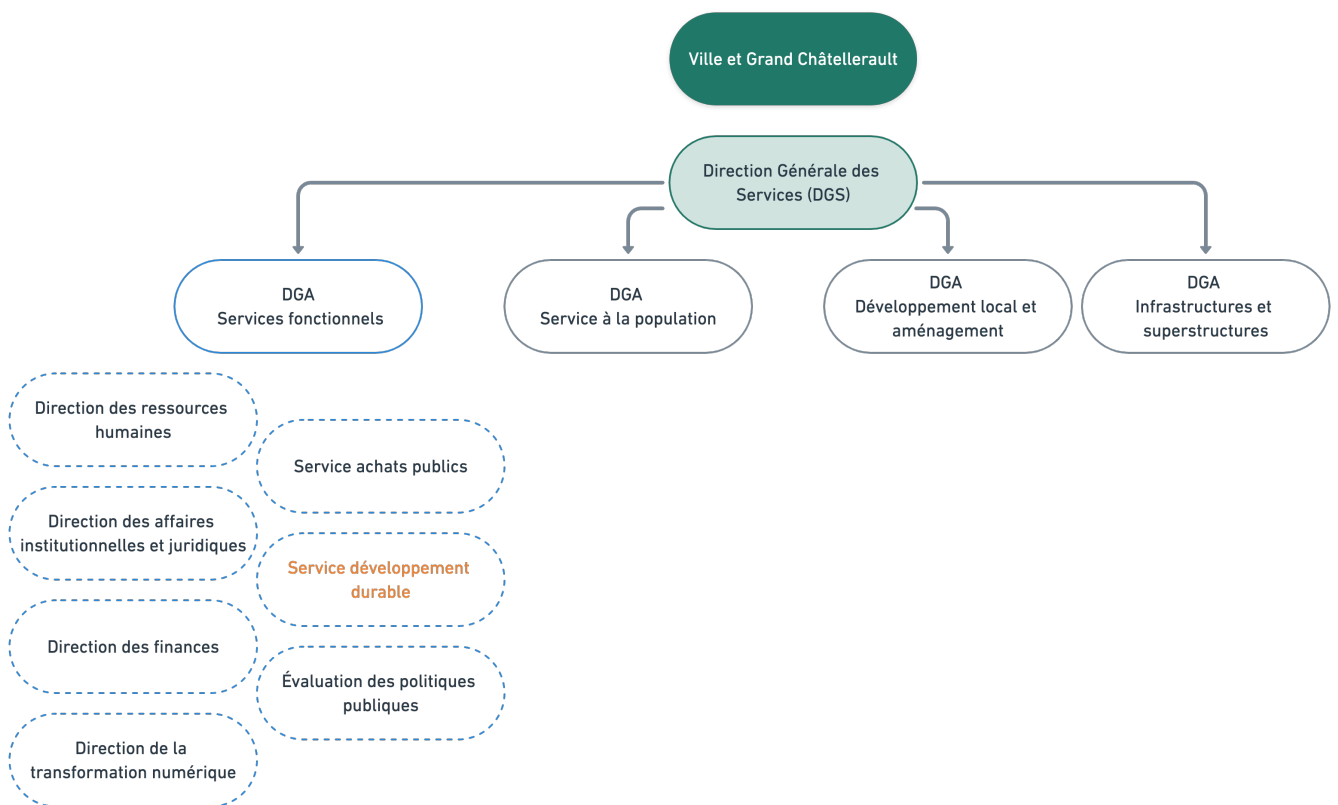 Ville et Grand Châtellerault
Direction Générale des
Services (DGS)
DGA
Services fonctionnels
DGA
Service à la population
DGA
Développement local et
aménagement
DGA
Infrastructures et
superstructures
Direction des ressources
humaines
Service achats publics
Direction des affaires
institutionnelles et juridiques
Service développement
durable
Direction des finances
Évaluation des politiques
publiques
Direction de la
transformation numérique